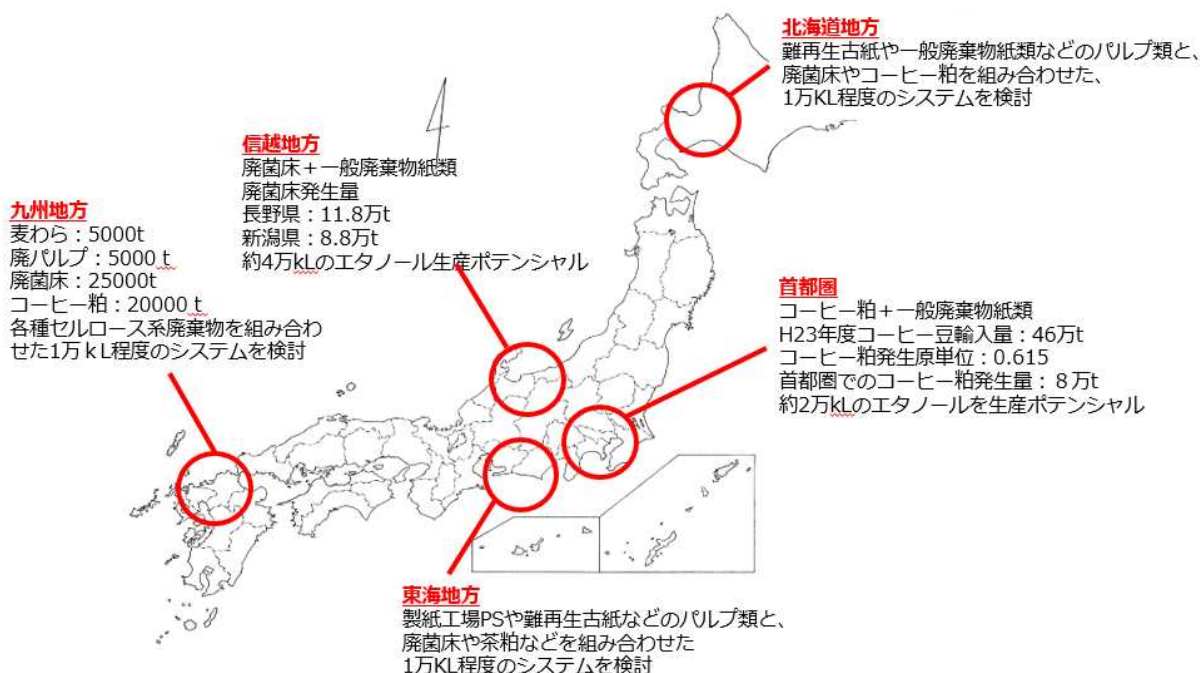 北海道地方
難再生古紙や一般廃棄物紙類などのパルプ類と、
廃菌床やコーヒー粕を組み合わせた、
1万KL程度のシステムを検討
信越地方
廃菌床＋一般廃棄物紙類
廃菌床発生量
長野県：11.8万t
新潟県：8.8万t
約4万kLのエタノール生産ポテンシャル
九州地方
麦わら：5000t
廃パルプ：5000ｔ
廃菌床：25000t
コーヒー粕：20000ｔ
各種セルロース系廃棄物を組み合わ
せた1万ｋL程度のシステムを検討
首都圏
コーヒー粕＋一般廃棄物紙類
H23年度コーヒー豆輸入量：46万t
コーヒー粕発生原単位：0.615
首都圏でのコーヒー粕発生量：８万t
約2万kLのエタノールを生産ポテンシャル
東海地方
製紙工場PSや難再生古紙などのパルプ類と、
廃菌床や茶粕などを組み合わせた
1万KL程度のシステムを検討